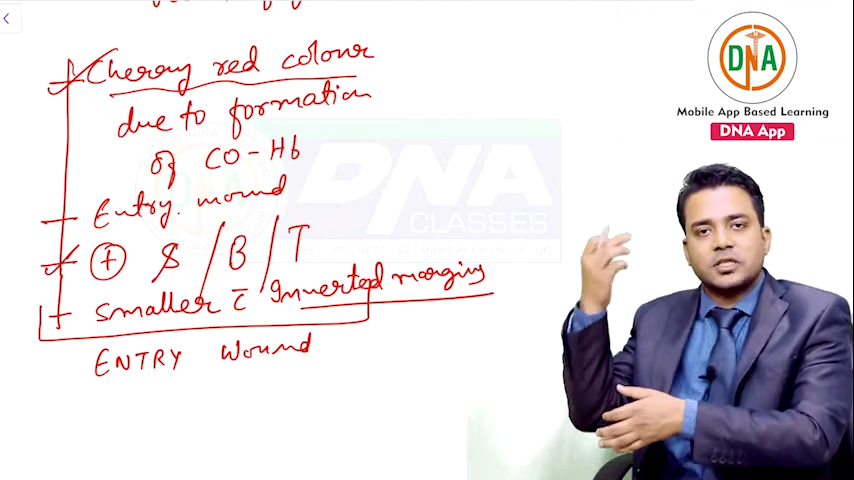 Cherry red colour
due to formation
of CO-Hb
Entry. wound
+ S / B / T
Smaller c̄ Inverted margins
ENTRY Wound
DNA
CLASSES
DNA
Mobile App Based Learning
DNA App